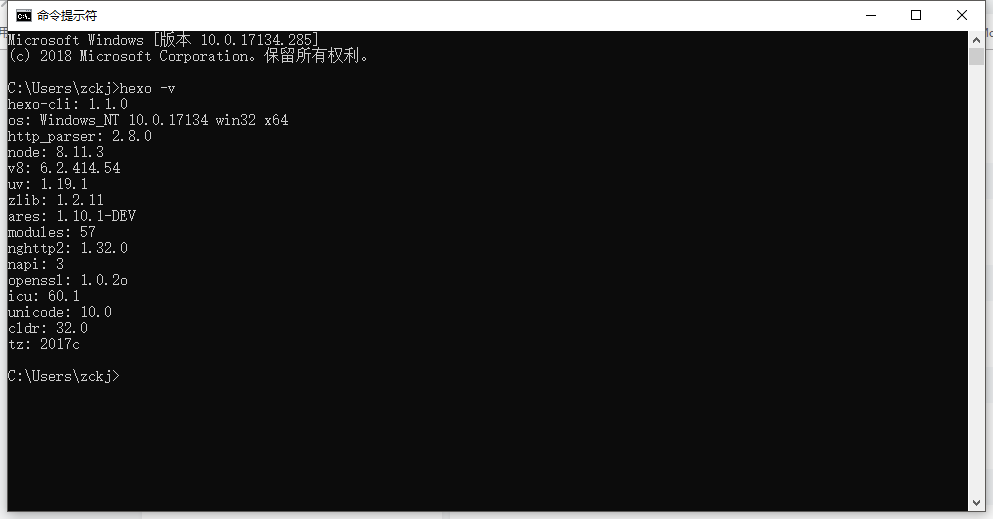 命令提示符
Microsoft Windows [版本 10.0.17134.285]
(c) 2018 Microsoft Corporation。保留所有权利。
C:\Users\zckj>hexo -v
hexo-cli: 1.1.0
os: Windows_NT 10.0.17134 win32 x64
http_parser: 2.8.0
node: 8.11.3
v8: 6.2.414.54
uv: 1.19.1
zlib: 1.2.11
ares: 1.10.1-DEV
modules: 57
nghttp2: 1.32.0
napi: 3
openssl: 1.0.2o
icu: 60.1
unicode: 10.0
cldr: 32.0
tz: 2017c
C:\Users\zckj>